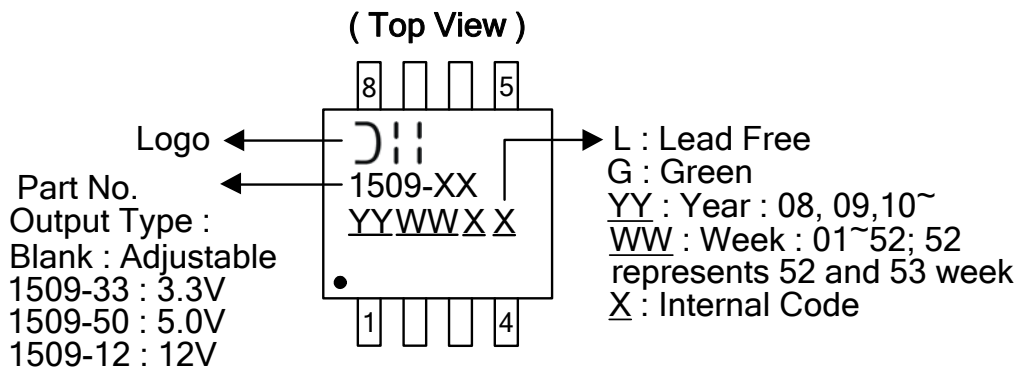 ( Top View )
8 5
Logo
1509-XX
YYWWX X
1 4
Part No.
Output Type :
Blank : Adjustable
1509-33 : 3.3V
1509-50 : 5.0V
1509-12 : 12V
L : Lead Free
G : Green
YY : Year : 08, 09,10~
WW : Week : 01~52; 52
represents 52 and 53 week
X : Internal Code